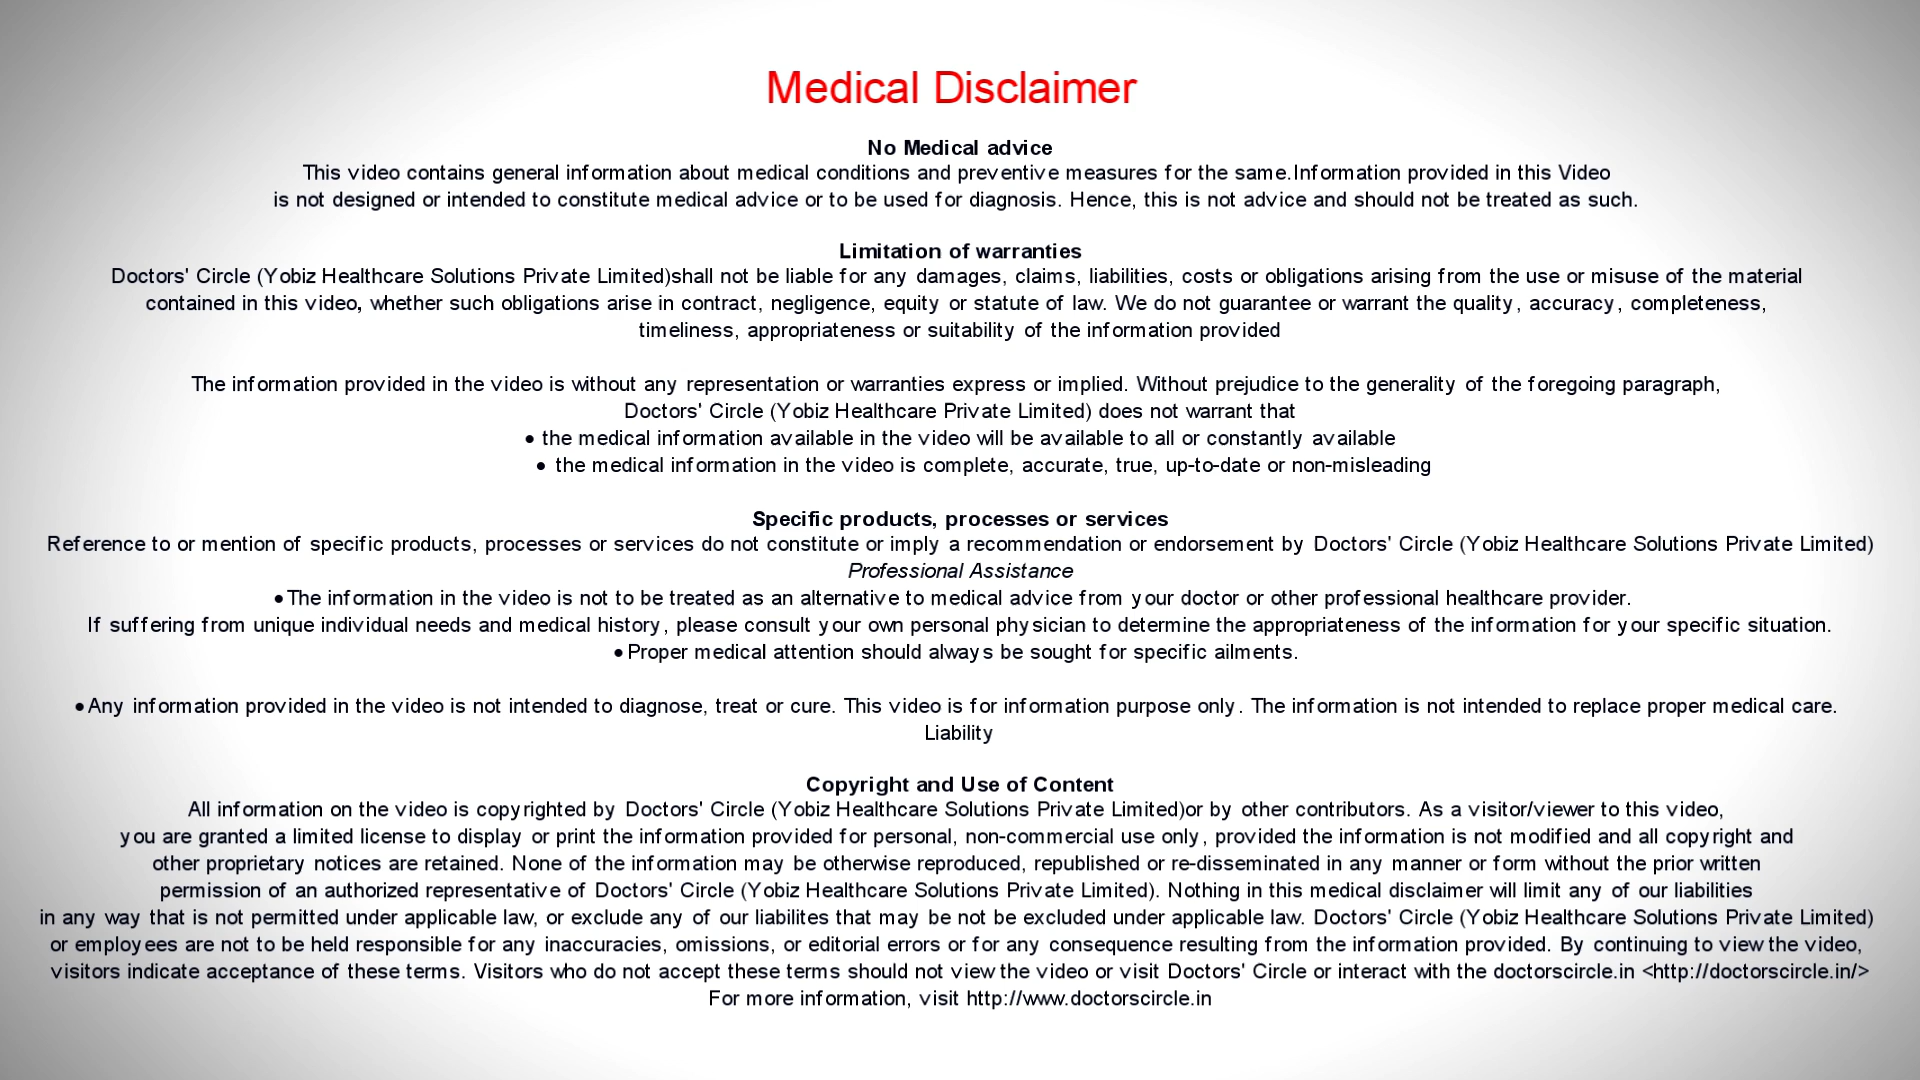 Medical Disclaimer
No Medical advice
This video contains general information about medical conditions and preventive measures for the same.Information provided in this Video
is not designed or intended to constitute medical advice or to be used for diagnosis. Hence, this is not advice and should not be treated as such.
Limitation of warranties
Doctors' Circle (Yobiz Healthcare Solutions Private Limited)shall not be liable for any damages, claims, liabilities, costs or obligations arising from the use or misuse of the material
contained in this video, whether such obligations arise in contract, negligence, equity or statute of law. We do not guarantee or warrant the quality, accuracy, completeness,
timeliness, appropriateness or suitability of the information provided
The information provided in the video is without any representation or warranties express or implied. Without prejudice to the generality of the foregoing paragraph,
Doctors' Circle (Yobiz Healthcare Private Limited) does not warrant that
• the medical information available in the video will be available to all or constantly available
• the medical information in the video is complete, accurate, true, up-to-date or non-misleading
Specific products, processes or services
Reference to or mention of specific products, processes or services do not constitute or imply a recommendation or endorsement by Doctors' Circle (Yobiz Healthcare Solutions Private Limited)
Professional Assistance
•The information in the video is not to be treated as an alternative to medical advice from your doctor or other professional healthcare provider.
If suffering from unique individual needs and medical history, please consult your own personal physician to determine the appropriateness of the information for your specific situation.
•Proper medical attention should always be sought for specific ailments.
•Any information provided in the video is not intended to diagnose, treat or cure. This video is for information purpose only. The information is not intended to replace proper medical care.
Liability
Copyright and Use of Content
All information on the video is copyrighted by Doctors' Circle (Yobiz Healthcare Solutions Private Limited)or by other contributors. As a visitor/viewer to this video,
you are granted a limited license to display or print the information provided for personal, non-commercial use only, provided the information is not modified and all copyright and
other proprietary notices are retained. None of the information may be otherwise reproduced, republished or re-disseminated in any manner or form without the prior written
permission of an authorized representative of Doctors' Circle (Yobiz Healthcare Solutions Private Limited). Nothing in this medical disclaimer will limit any of our liabilities
in any way that is not permitted under applicable law, or exclude any of our liabilites that may be not be excluded under applicable law. Doctors' Circle (Yobiz Healthcare Solutions Private Limited)
or employees are not to be held responsible for any inaccuracies, omissions, or editorial errors or for any consequence resulting from the information provided. By continuing to view the video,
visitors indicate acceptance of these terms. Visitors who do not accept these terms should not view the video or visit Doctors' Circle or interact with the doctorscircle.in <http://doctorscircle.in/>
For more information, visit http://www.doctorscircle.in